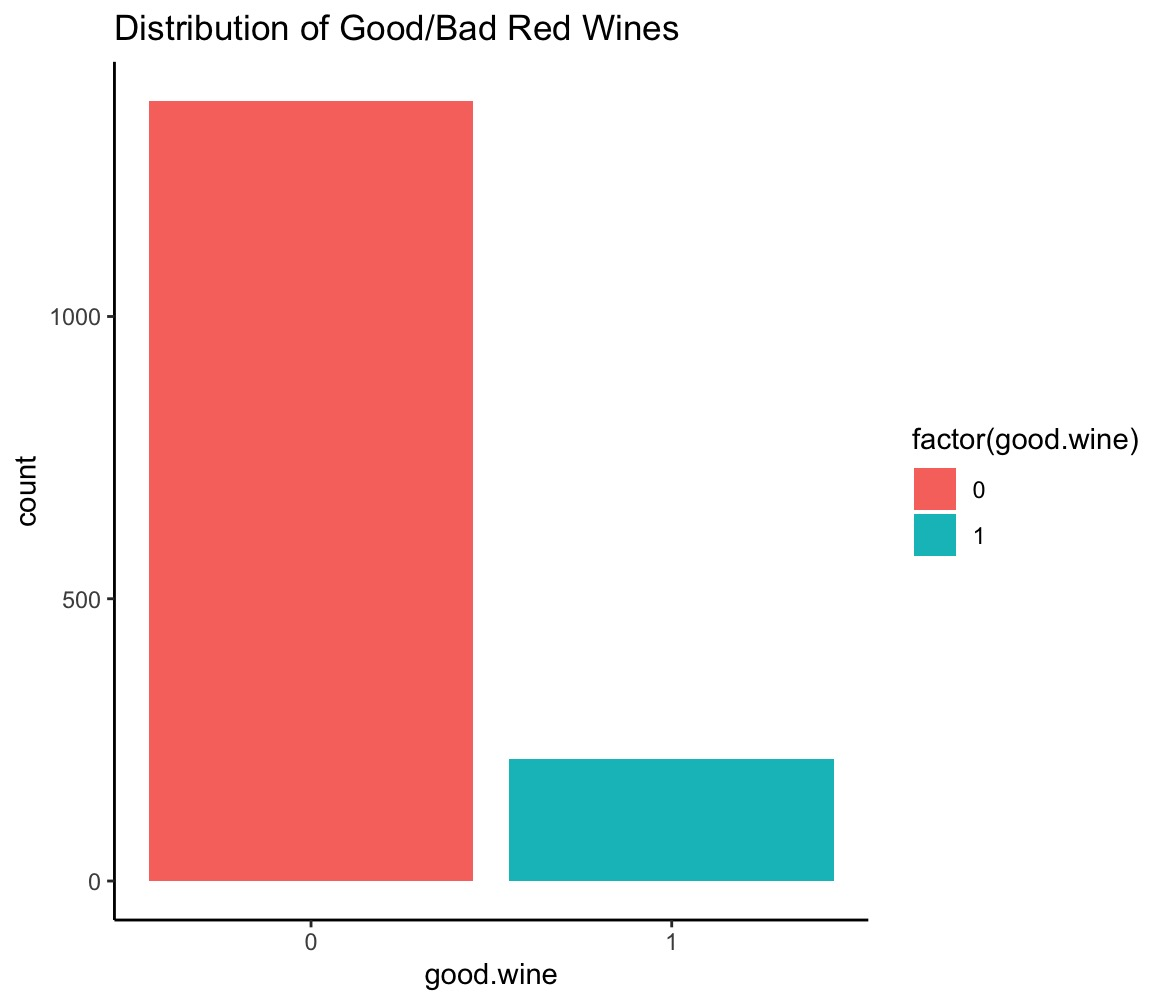 Distribution of Good/Bad Red Wines
count
1000
500
0
0
1
good.wine
factor(good.wine)
0
1